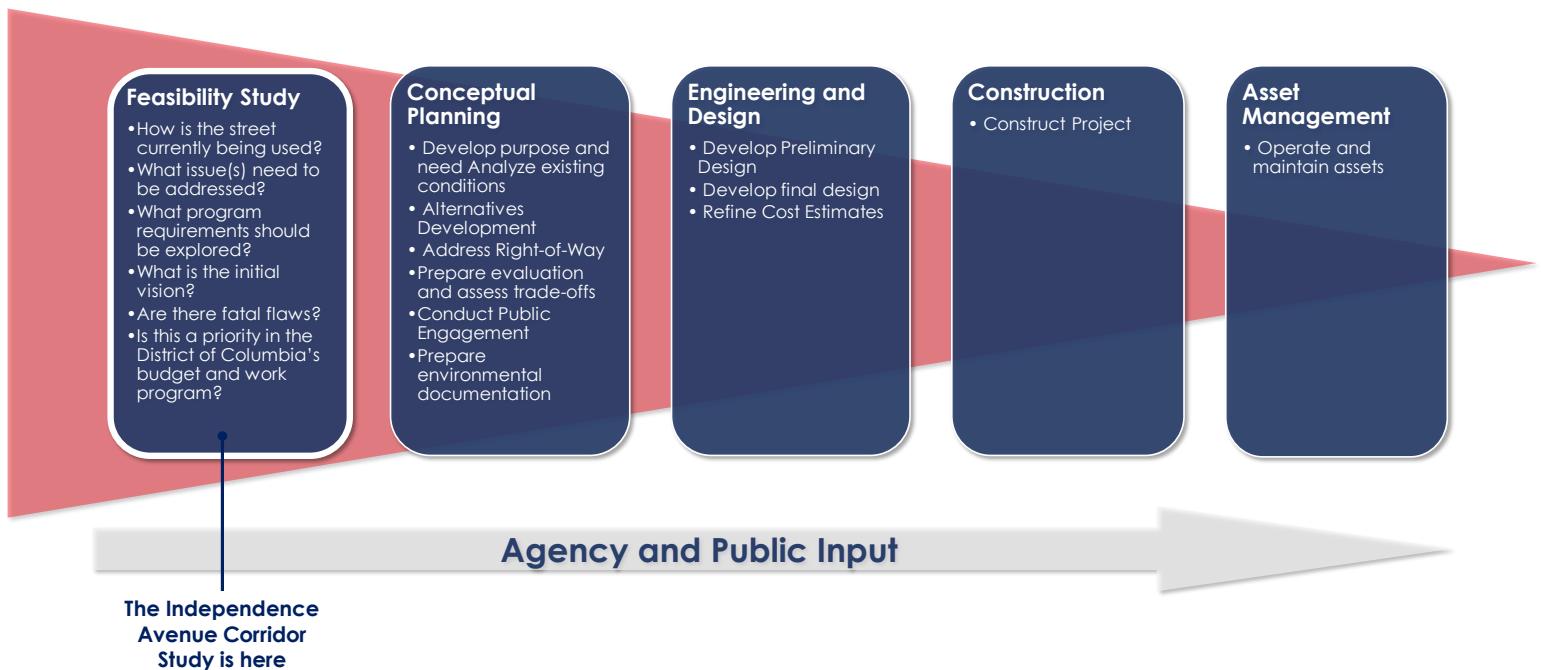 Feasibility Study
•How is the street
currently being used?
•What issue(s) need to
be addressed?
•What program
requirements should
be explored?
•What is the initial
vision?
•Are there fatal flaws?
•Is this a priority in the
District of Columbia’s
budget and work
program?
Conceptual
Planning
• Develop purpose and
need Analyze existing
conditions
• Alternatives
Development
• Address Right-of-Way
•Prepare evaluation
and assess trade-offs
•Conduct Public
Engagement
•Prepare
environmental
documentation
Engineering and
Design
• Develop Preliminary
Design
• Develop final design
• Refine Cost Estimates
Construction
• Construct Project
Asset
Management
• Operate and
maintain assets
Agency and Public Input
The Independence
Avenue Corridor
Study is here